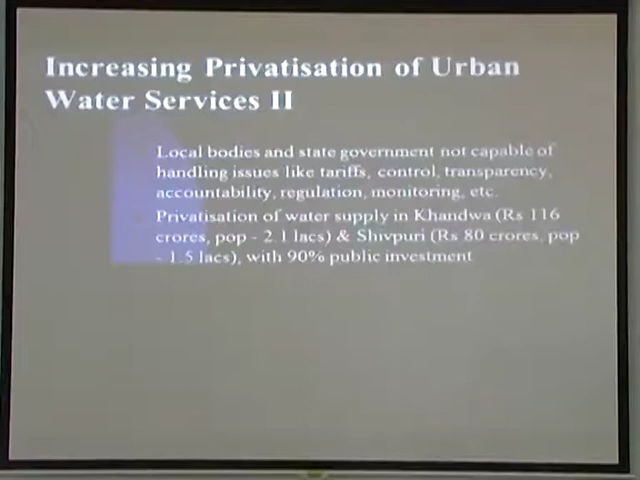 Increasing Privatisation of Urban
Water Services II
Local bodies and state government not capable of
handling issues like tariffs, control, transparency,
accountability, regulation, monitoring, etc.
Privatisation of water supply in Khandwa (Rs 116
crores, pop - 2.1 lacs) & Shivpuri (Rs 80 crores, pop
- 1.5 lacs), with 90% public investment